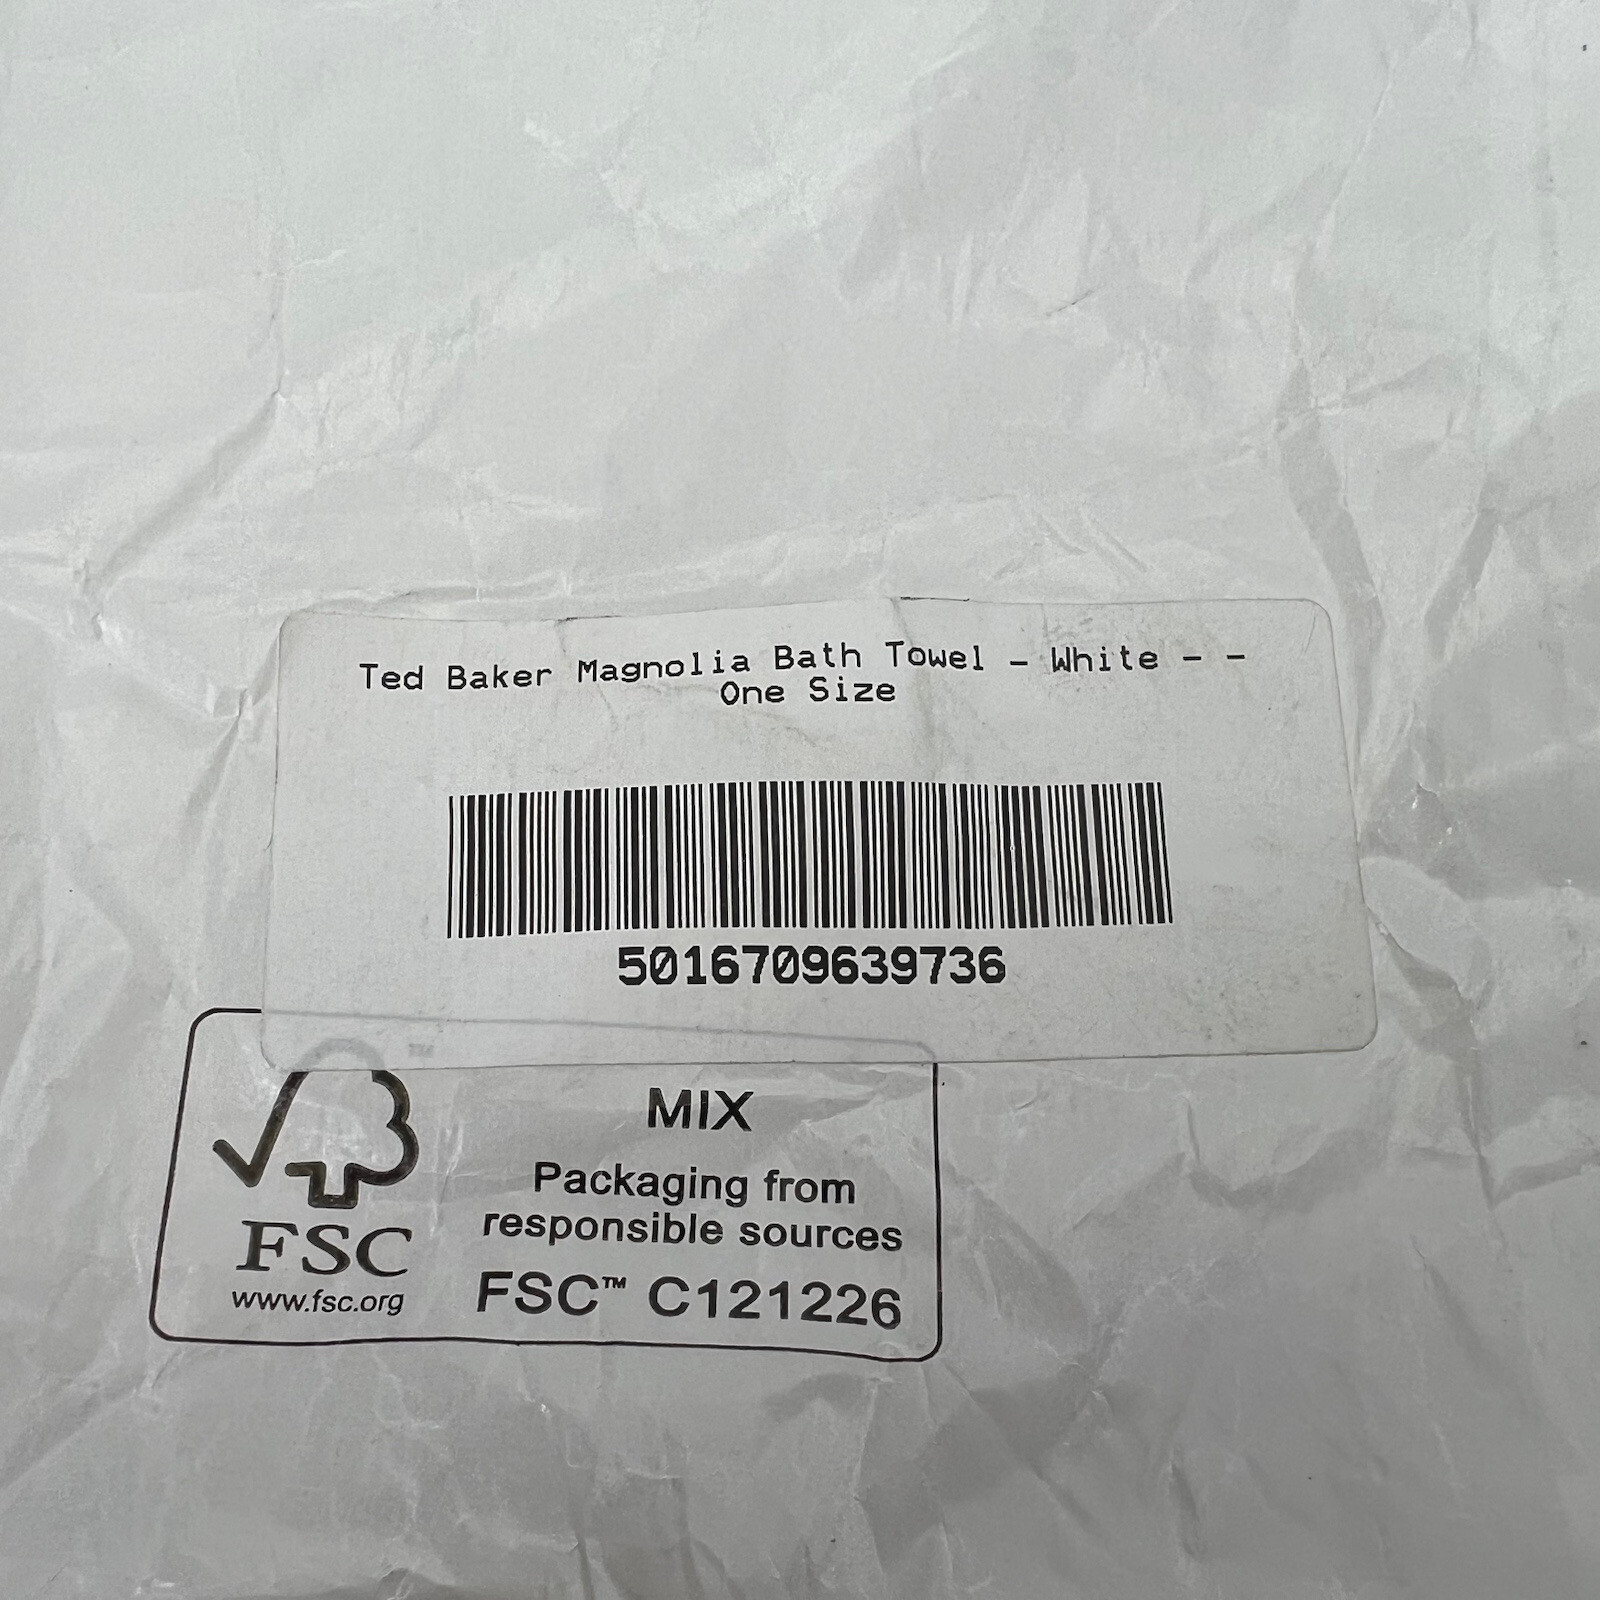 Ted Baker Magnolia Bath Towel - White - -
One Size
5016709639736
MIX
Packaging from
responsible sources
FSC™ C121226
FSC
www.fsc.org